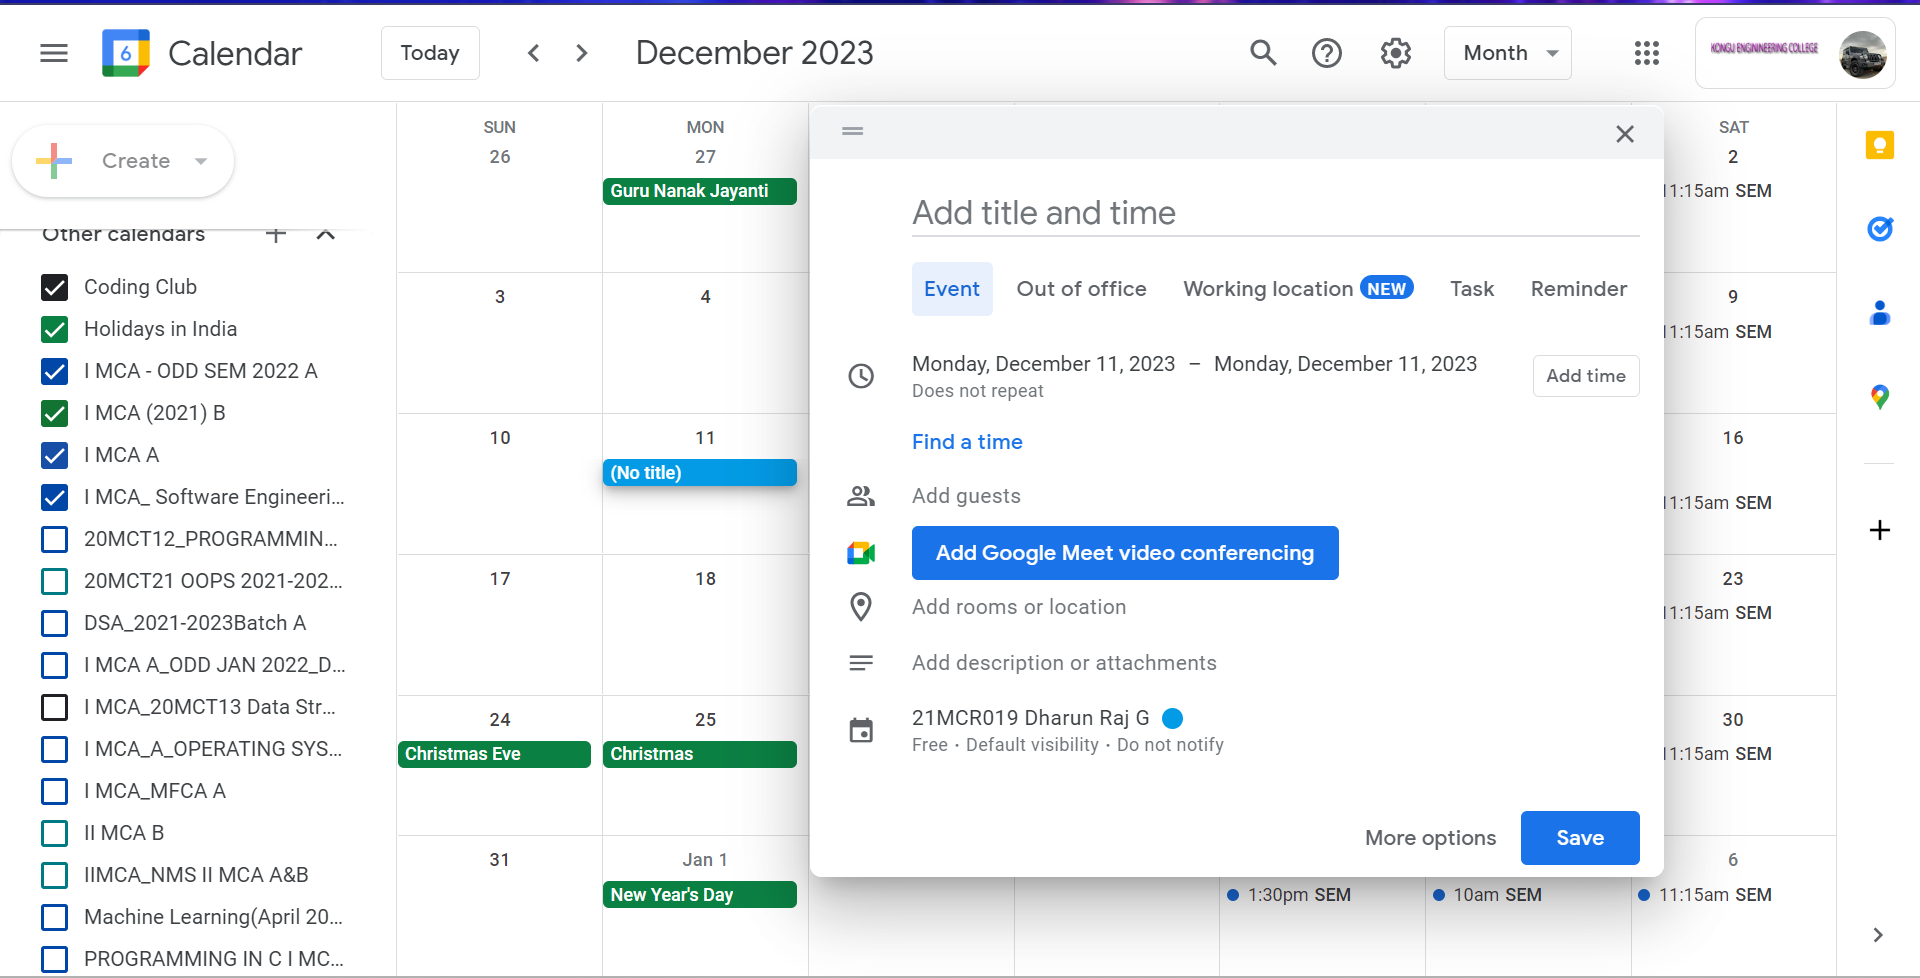 6 Calendar
Today
December 2023
Month
KONGU ENGINEERING COLLEGE
Create
Other calendars
Coding Club
Holidays in India
I MCA - ODD SEM 2022 A
I MCA (2021) B
I MCA A
I MCA_ Software Engineeri...
20MCT12_PROGRAMMIN...
20MCT21 OOPS 2021-202...
DSA_2021-2023Batch A
I MCA A_ODD JAN 2022_D...
I MCA_20MCT13 Data Str...
I MCA_A_OPERATING SYS...
I MCA_MFCA A
II MCA B
IIMCA_NMS II MCA A&B
Machine Learning(April 20...
PROGRAMMING IN C I MC...
SUN
MON
SAT
26
27
2
Guru Nanak Jayanti
11:15am SEM
3
4
9
11:15am SEM
10
11
16
(No title)
11:15am SEM
17
18
23
11:15am SEM
24
25
30
Christmas Eve
Christmas
11:15am SEM
31
Jan 1
6
New Year's Day
1:30pm SEM
10am SEM
11:15am SEM
Add title and time
Event
Out of office
Working location NEW
Task
Reminder
Monday, December 11, 2023 – Monday, December 11, 2023
Does not repeat
Add time
Find a time
Add guests
Add Google Meet video conferencing
Add rooms or location
Add description or attachments
21MCR019 Dharun Raj G
Free · Default visibility · Do not notify
More options
Save